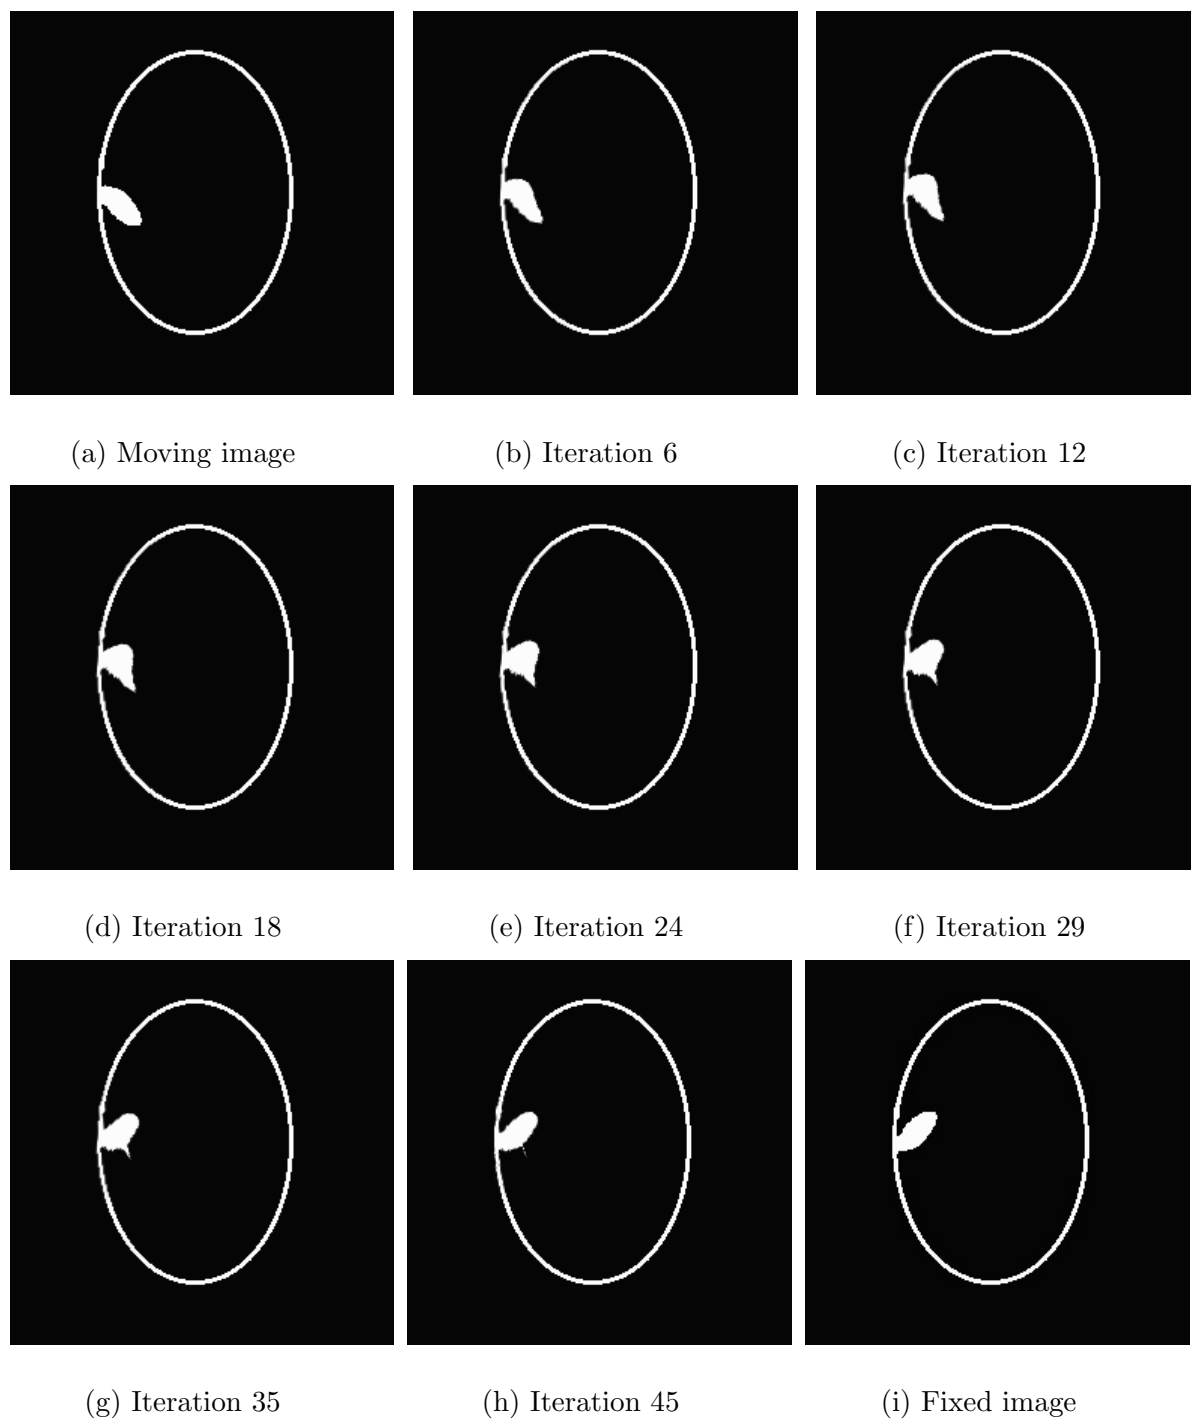 (a) Moving image
(b) Iteration 6
(c) Iteration 12
(d) Iteration 18
(e) Iteration 24
(f) Iteration 29
(g) Iteration 35
(h) Iteration 45
(i) Fixed image